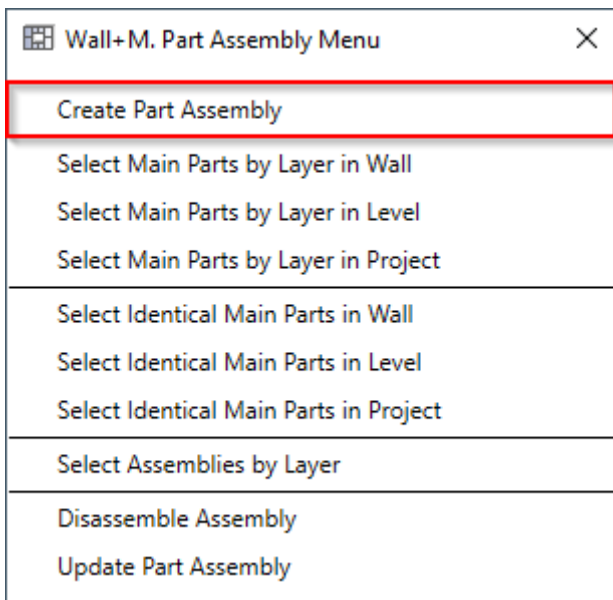 Wall+M. Part Assembly Menu
Create Part Assembly
Select Main Parts by Layer in Wall
Select Main Parts by Layer in Level
Select Main Parts by Layer in Project
Select Identical Main Parts in Wall
Select Identical Main Parts in Level
Select Identical Main Parts in Project
Select Assemblies by Layer
Disassemble Assembly
Update Part Assembly